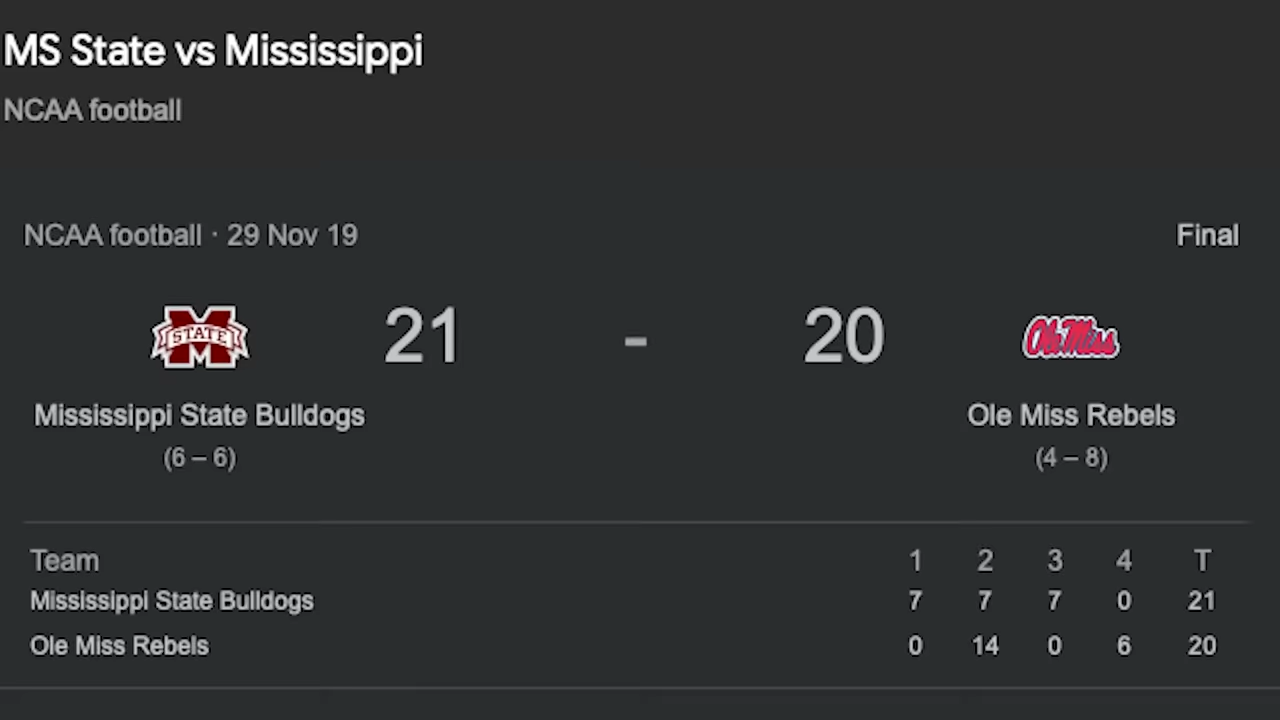 MS State vs Mississippi
NCAA football
NCAA football · 29 Nov 19 Final
STATE 21 - 20 Ole Miss
Mississippi State Bulldogs Ole Miss Rebels
(6 – 6) (4 – 8)
Team 1 2 3 4 T
Mississippi State Bulldogs 7 7 7 0 21
Ole Miss Rebels 0 14 0 6 20